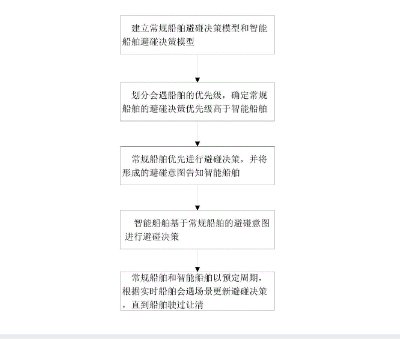 建立常规船舶避碰决策模型和智能
船舶避碰决策模型
划分会遇船舶的优先级，确定常规
船舶的避碰决策优先级高于智能船舶
常规船舶优先进行避碰决策，并将
形成的避碰意图告知智能船舶
智能船舶基于常规船舶的避碰意图
进行避碰决策
常规船舶和智能船舶以预定周期，
根据实时船舶会遇场景更新避碰决策
，直到船舶驶过让清